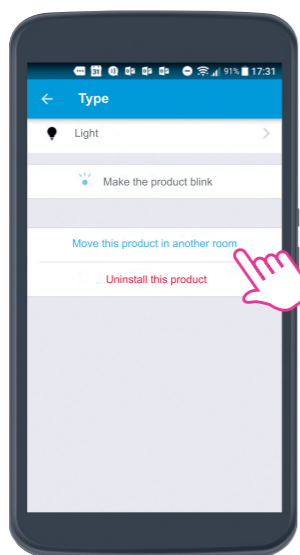 91% 17:31
Type
Light
Make the product blink
Move this product in another room
Uninstall this product